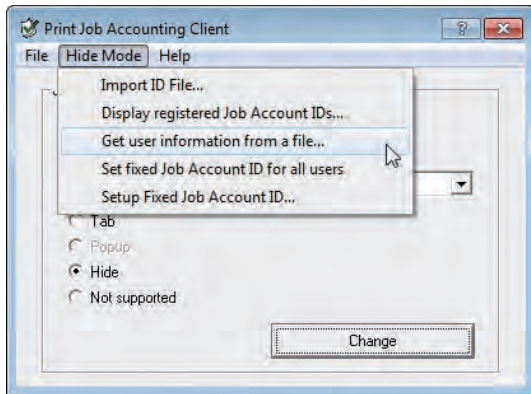 Print Job Accounting Client
File Hide Mode Help
Import ID File...
Display registered Job Account IDs...
Get user information from a file...
Set fixed Job Account ID for all users
Setup Fixed Job Account ID...
Tab
Popup
Hide
Not supported
Change